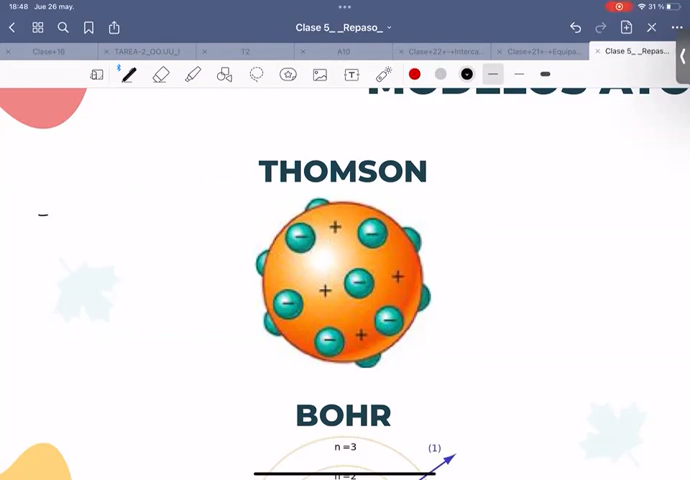 18:48 Jue 26 may.
31 %
Clase 5_ _Repaso_
Clase+16
TAREA-2_OO.UU_I
T2
A10
Clase+22+-+Interca...
Clase+21+-+Equipa...
Clase 5_ _Repas...
T
THOMSON
BOHR
n =3
(1)
n =2